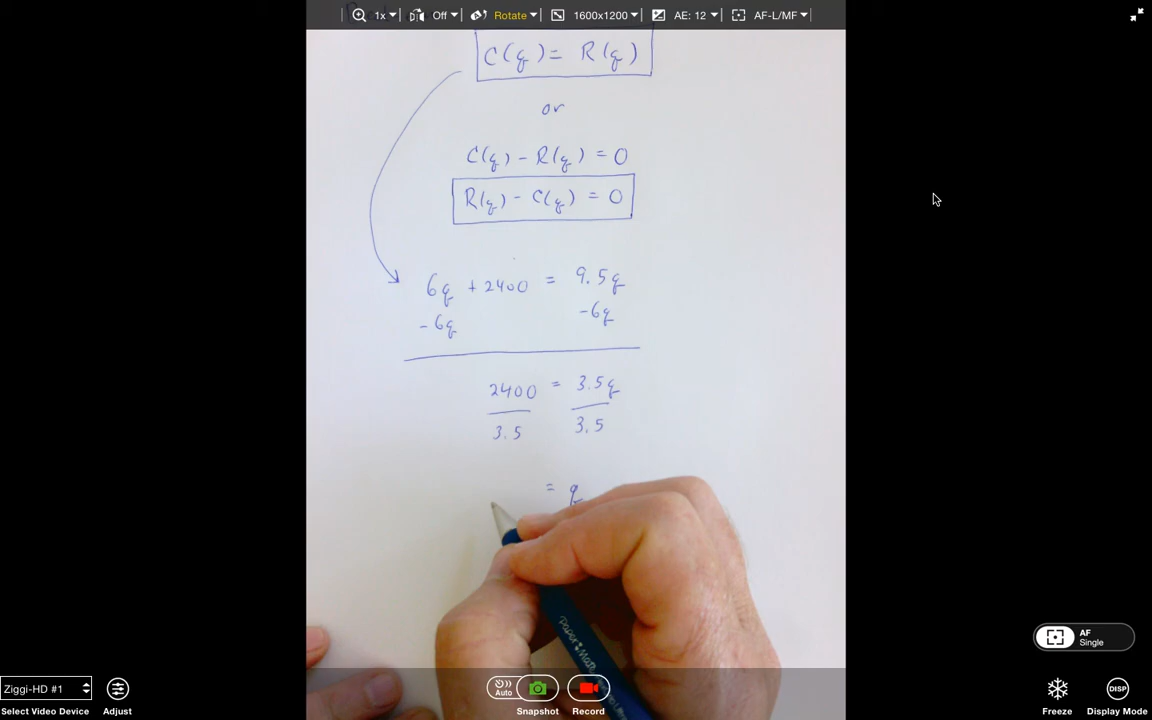 1x Off Rotate 1600x1200 AE: 12 AF-L/MF
C(q) = R(q)
or
C(q) - R(q) = 0
R(q) - C(q) = 0
6q + 2400 = 9.5q
-6q -6q
2400 = 3.5q
3.5 3.5
= q
Paper:Mate
AF
Single
Ziggi-HD #1
Auto
DISP
Select Video Device Adjust Snapshot Record Freeze Display Mode